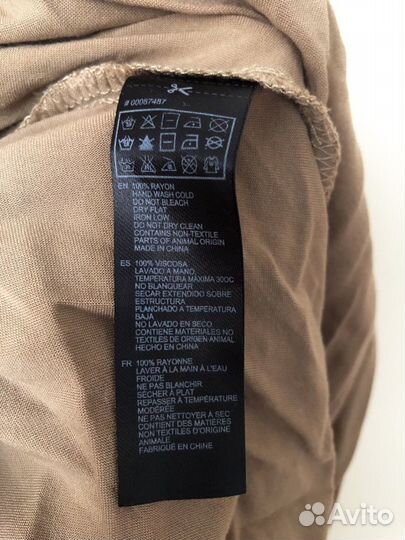 # 00087487
EN 100% RAYON
HAND WASH COLD
DO NOT BLEACH
DRY FLAT
IRON LOW
DO NOT DRY CLEAN
CONTAINS NON-TEXTILE
PARTS OF ANIMAL ORIGIN
MADE IN CHINA
ES 100% VISCOSA
LAVADO A MANO,
TEMPERATURA MÁXIMA 30OC
NO BLANQUEAR
SECAR EXTENDIDO SOBRE
ESTRUCTURA
PLANCHADO A TEMPERATURA
BAJA
NO LAVADO EN SECO
CONTIENE MATERIALES NO
TEXTILES DE ORIGEN ANIMAL
HECHO EN CHINA
FR 100% RAYONNE
LAVER À LA MAIN À L'EAU
FROIDE
NE PAS BLANCHIR
SÉCHER À PLAT
REPASSER À TEMPÉRATURE
MODÉRÉE
NE PAS NETTOYER À SEC
CONTIENT DES MATIÈRES
NON TEXTILES D'ORIGINE
ANIMALE
FABRIQUÉ EN CHINE
Avito